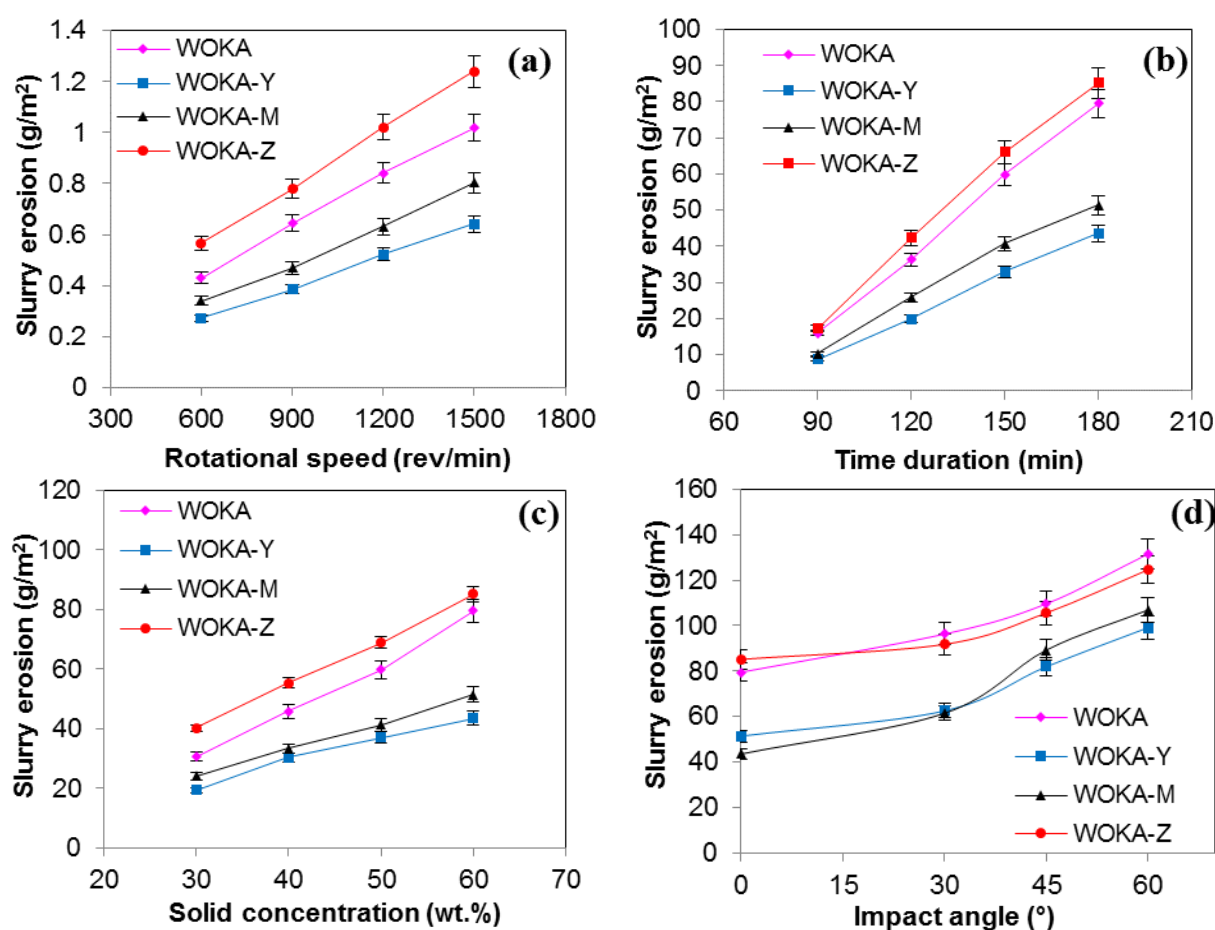 (a)
WOKA
WOKA-Y
WOKA-M
WOKA-Z
Slurry erosion (g/m²)
1.4
1.2
1
0.8
0.6
0.4
0.2
0
300 600 900 1200 1500 1800
Rotational speed (rev/min)
(b)
WOKA
WOKA-Y
WOKA-M
WOKA-Z
Slurry erosion (g/m²)
100
90
80
70
60
50
40
30
20
10
0
60 90 120 150 180 210
Time duration (min)
(c)
WOKA
WOKA-Y
WOKA-M
WOKA-Z
Slurry erosion (g/m²)
120
100
80
60
40
20
0
20 30 40 50 60 70
Solid concentration (wt.%)
(d)
Slurry erosion (g/m²)
160
140
120
100
80
60
40
20
0
WOKA
WOKA-Y
WOKA-M
WOKA-Z
0 15 30 45 60
Impact angle (°)